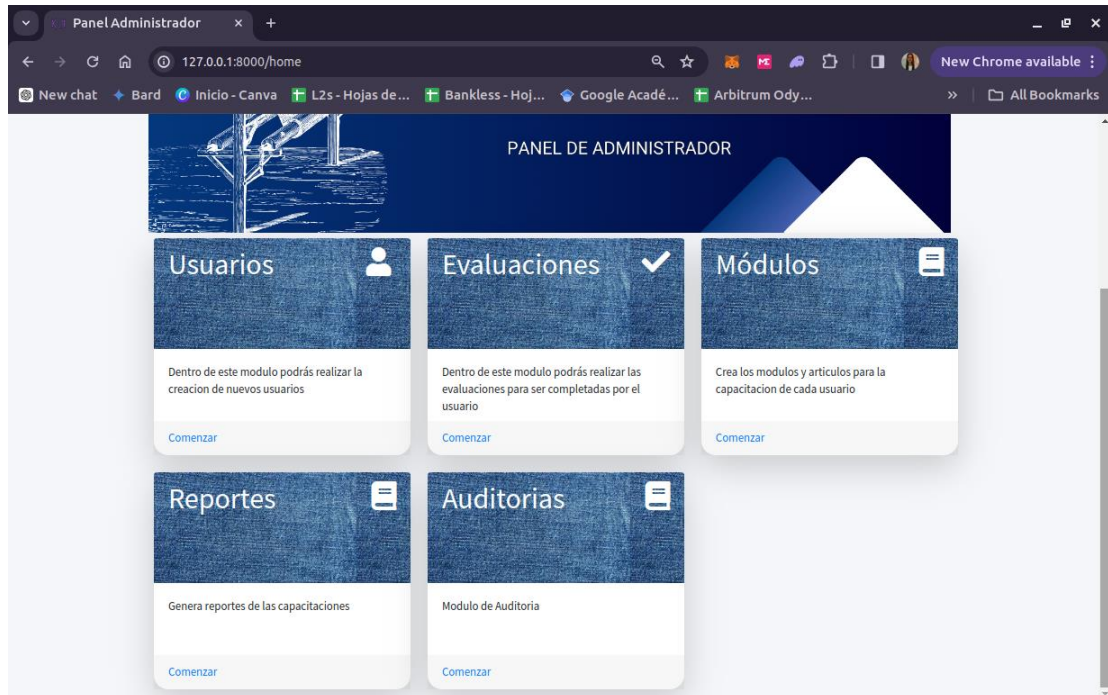 Panel Administrador
127.0.0.1:8000/home
New Chrome available
New chat
Bard
Inicio - Canva
L2s - Hojas de...
Bankless - Hoj...
Google Acadé...
Arbitrum Ody...
»
All Bookmarks
PANEL DE ADMINISTRADOR
Usuarios
Evaluaciones
Módulos
Dentro de este modulo podrás realizar la
creacion de nuevos usuarios
Dentro de este modulo podrás realizar las
evaluaciones para ser completadas por el
usuario
Crea los modulos y articulos para la
capacitacion de cada usuario
Comenzar
Comenzar
Comenzar
Reportes
Auditorias
Genera reportes de las capacitaciones
Modulo de Auditoria
Comenzar
Comenzar